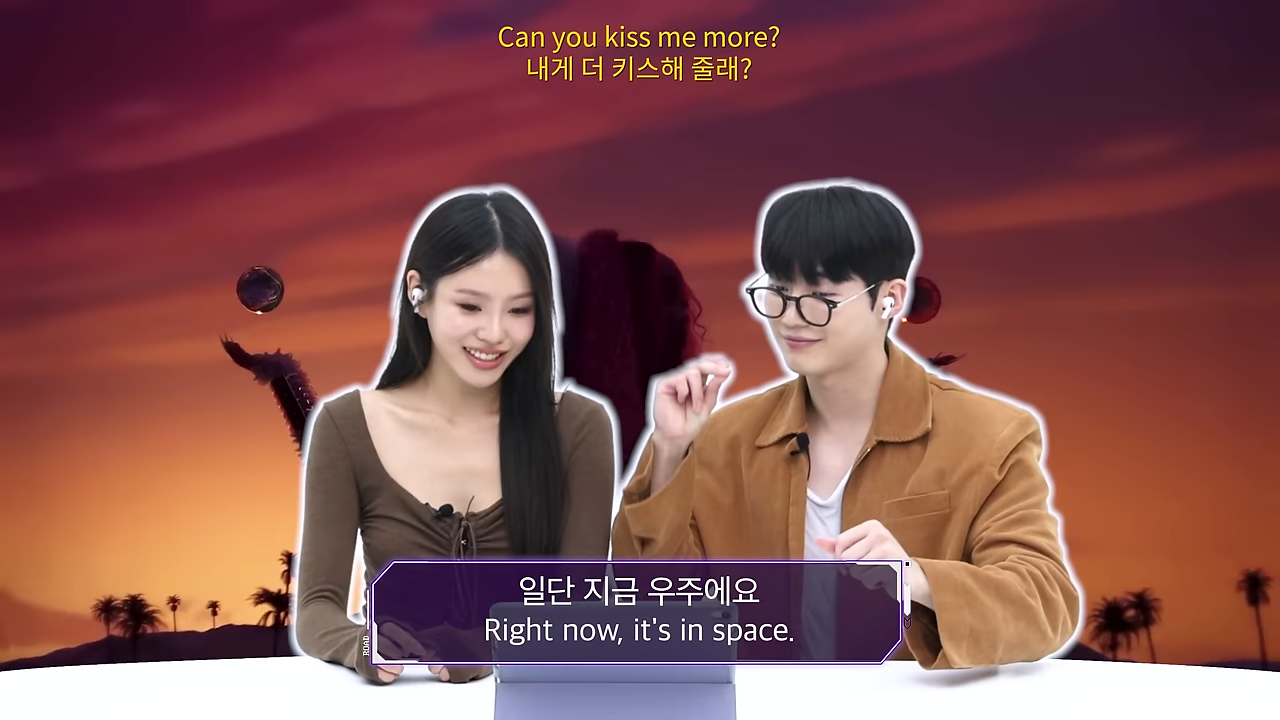 Can you kiss me more?
내게 더 키스해 줄래?
일단 지금 우주에요
Right now, it's in space.
ROAD